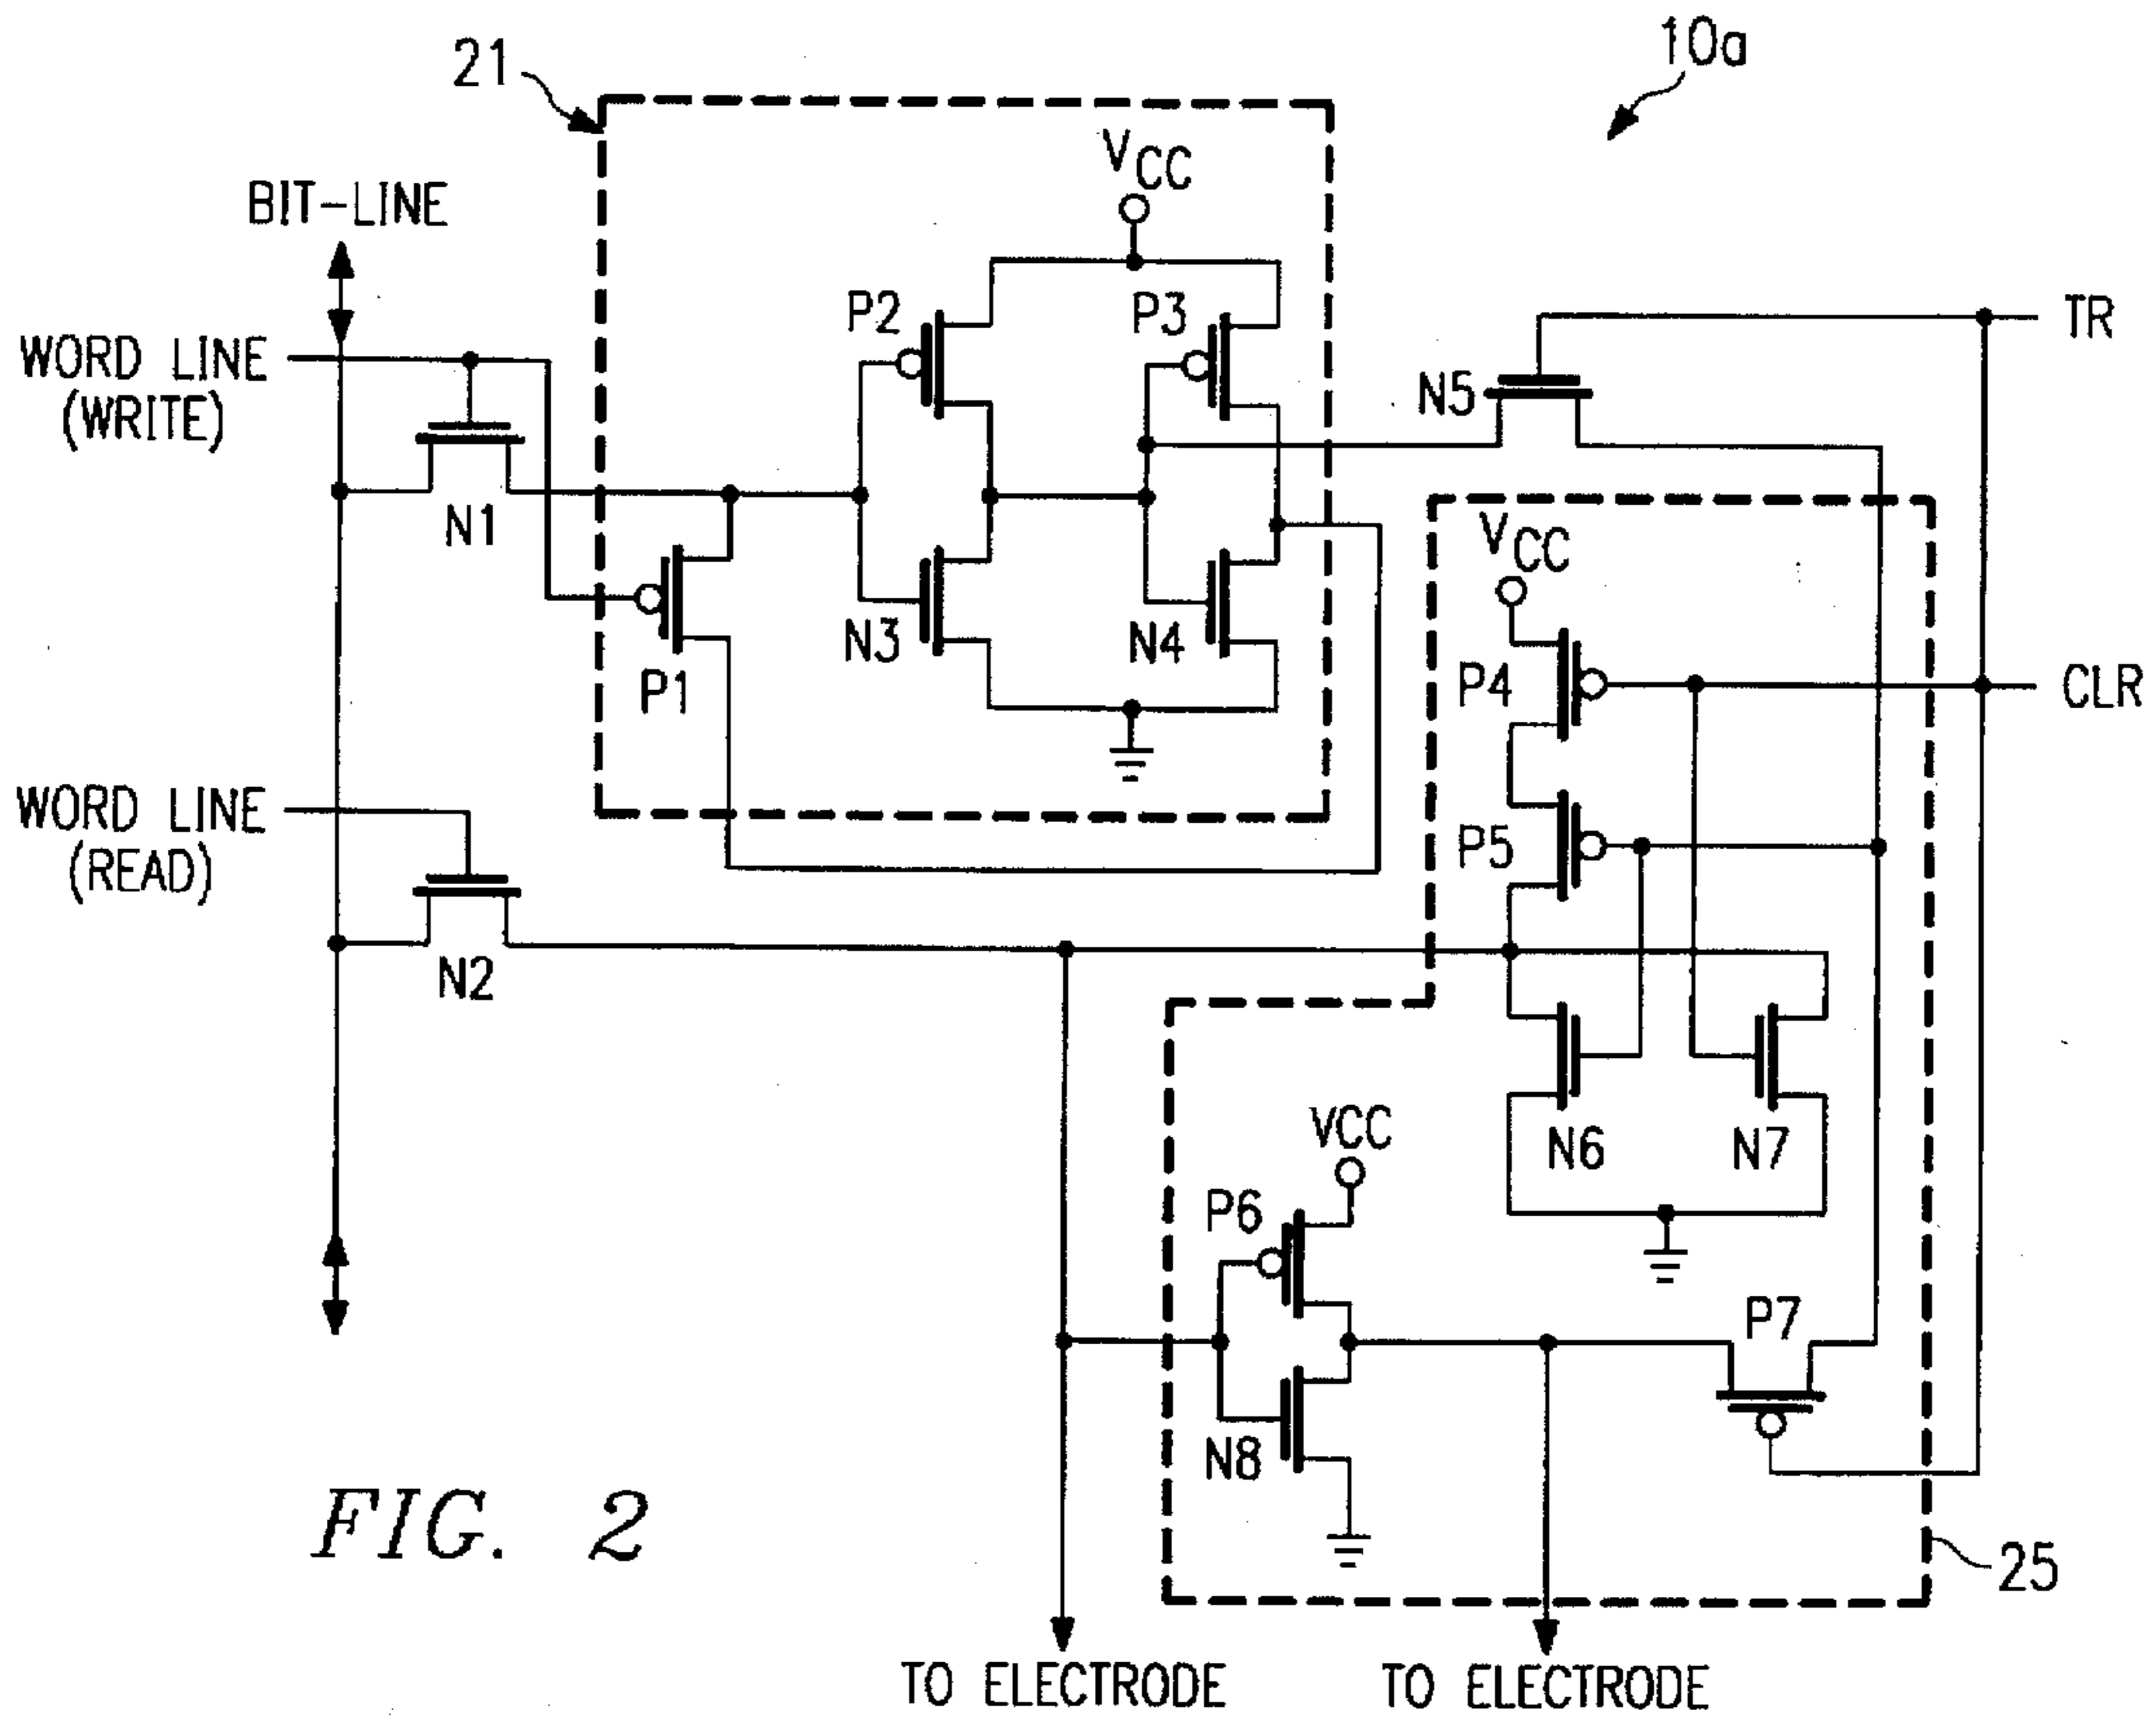 21
10a
VCC
BIT-LINE
P2
P3
TR
WORD LINE
(WRITE)
N5
N1
VCC
N3
N4
P1
P4
CLR
WORD LINE
(READ)
P5
N2
VCC
N6
N7
P6
P7
N8
FIG. 2
25
TO ELECTRODE
TO ELECTRODE